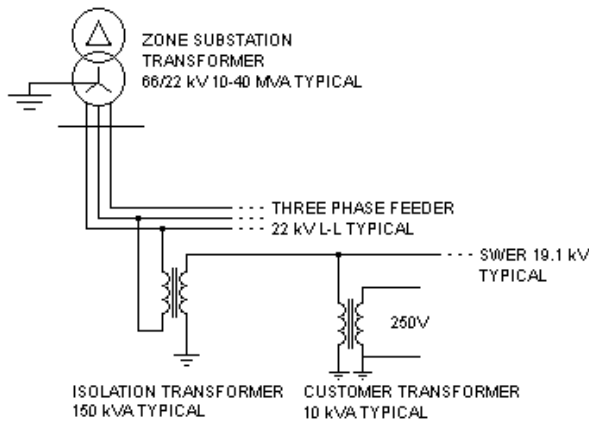 ZONE SUBSTATION
TRANSFORMER
66/22 kV 10-40 MVA TYPICAL
THREE PHASE FEEDER
22 kV L-L TYPICAL
SWER 19.1 kV
TYPICAL
250V
ISOLATION TRANSFORMER
150 kVA TYPICAL
CUSTOMER TRANSFORMER
10 kVA TYPICAL